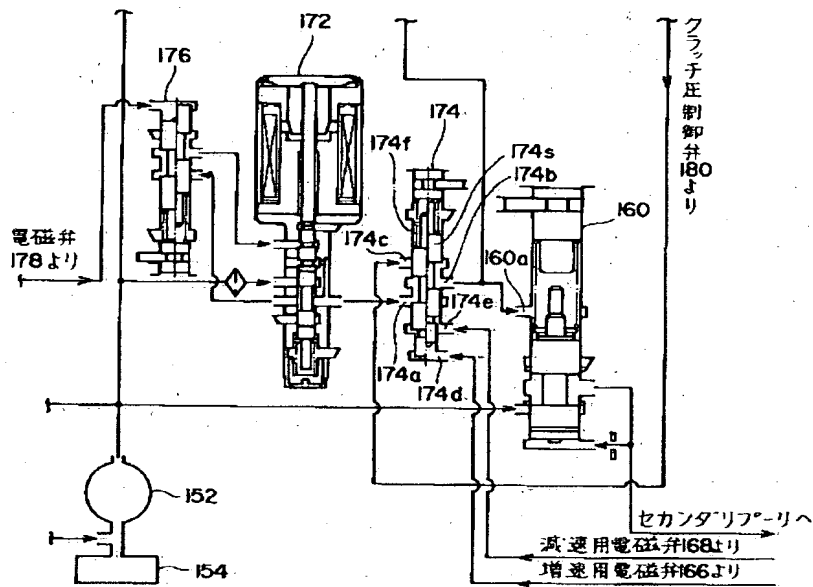 172
176
174
174f
174s
174b
160
クラッチ圧制御弁180より
174c
電磁弁
178より
160a
174e
174a
174d
152
154
セカンダリプーリへ
減速用電磁弁168より
増速用電磁弁166より